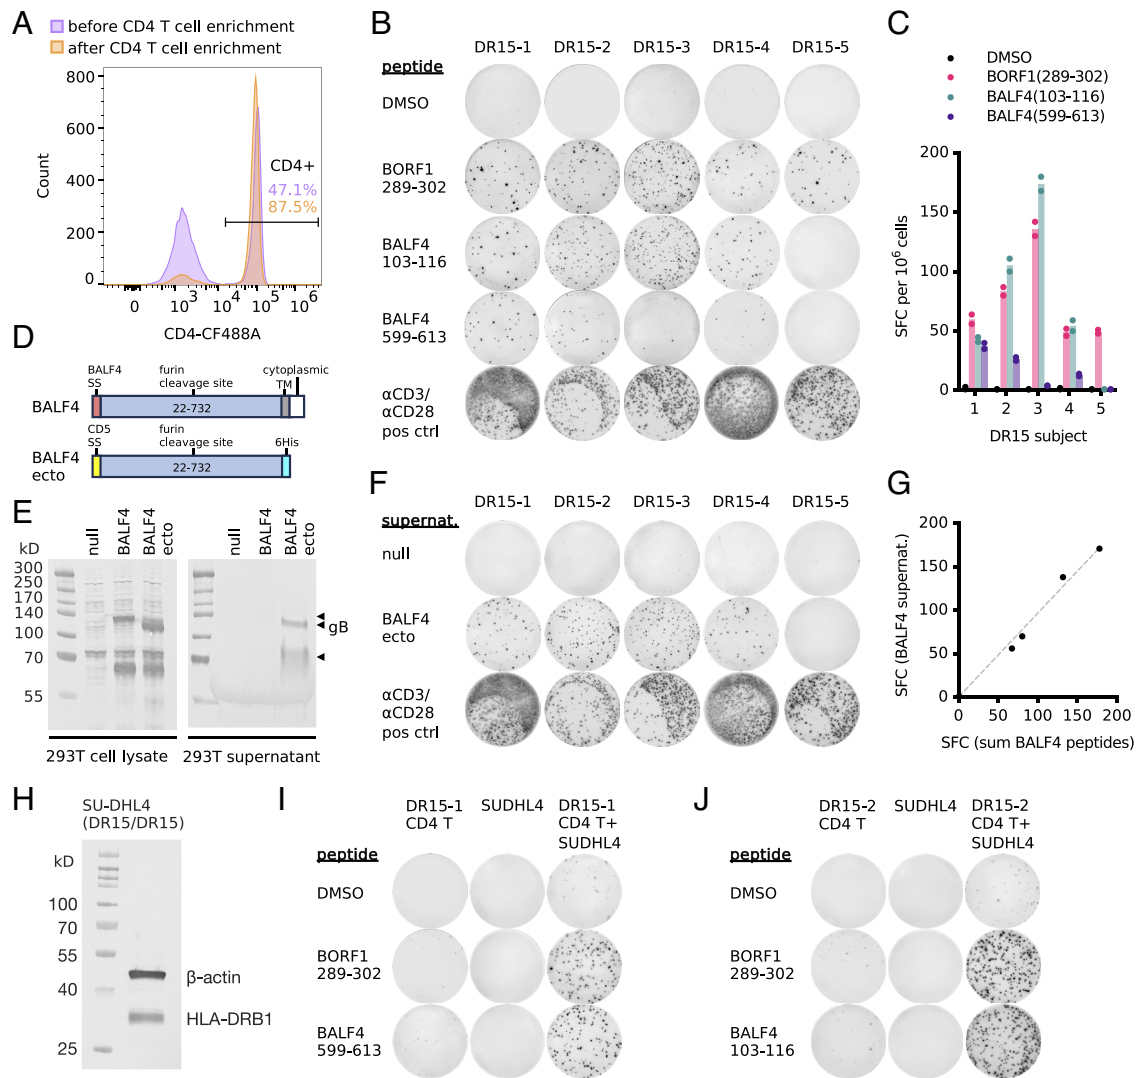 A
before CD4 T cell enrichment
after CD4 T cell enrichment
800
600
400
200
0
Count
CD4+
47.1%
87.5%
0 10^3 10^4 10^5 10^6
CD4-CF488A
B
DR15-1 DR15-2 DR15-3 DR15-4 DR15-5
peptide
DMSO
BORF1
289-302
BALF4
103-116
BALF4
599-613
αCD3/
αCD28
pos ctrl
C
DMSO
BORF1(289-302)
BALF4(103-116)
BALF4(599-613)
200
150
100
50
0
SFC per 10^6 cells
1 2 3 4 5
DR15 subject
D
BALF4
SS
furin
cleavage site
cytoplasmic
TM
BALF4
22-732
CD5
SS
furin
cleavage site
6His
BALF4
ecto
22-732
E
null
BALF4
BALF4
ecto
null
BALF4
BALF4
ecto
kD
300
250
170
140
100
70
55
gB
293T cell lysate
293T supernatant
F
DR15-1 DR15-2 DR15-3 DR15-4 DR15-5
supernat.
null
BALF4
ecto
αCD3/
αCD28
pos ctrl
G
200
150
100
50
0
SFC (BALF4 supernat.)
0 50 100 150 200
SFC (sum BALF4 peptides)
H
SU-DHL4
(DR15/DR15)
kD
100
70
55
40
25
β-actin
HLA-DRB1
I
DR15-1
CD4 T
SUDHL4
DR15-1
CD4 T+
SUDHL4
peptide
DMSO
BORF1
289-302
BALF4
599-613
J
DR15-2
CD4 T
SUDHL4
DR15-2
CD4 T+
SUDHL4
peptide
DMSO
BORF1
289-302
BALF4
103-116